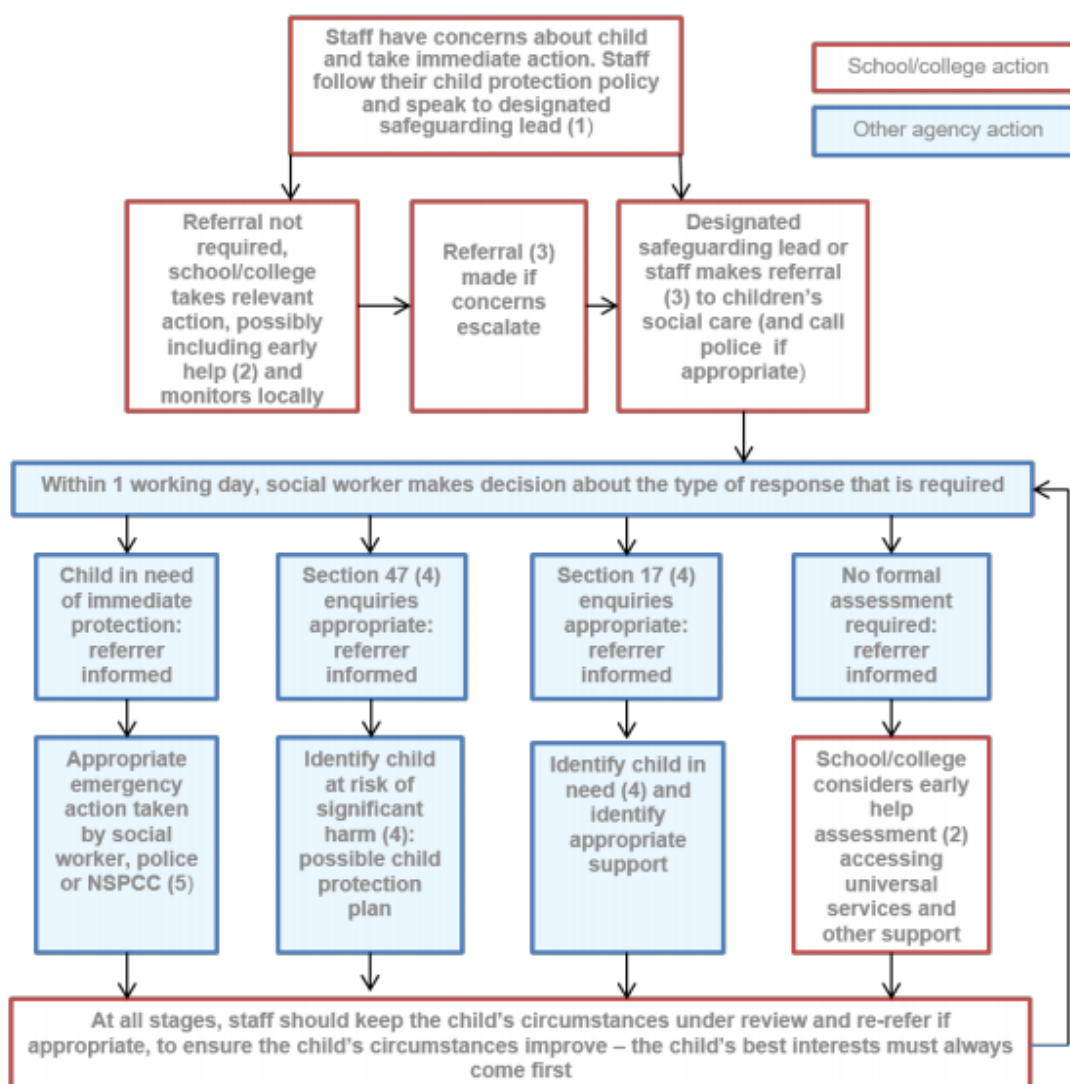 Staff have concerns about child
and take immediate action. Staff
follow their child protection policy
and speak to designated
safeguarding lead (1)
School/college action
Other agency action
Referral not
required,
school/college
takes relevant
action, possibly
including early
help (2) and
monitors locally
Referral (3)
made if
concerns
escalate
Designated
safeguarding lead or
staff makes referral
(3) to children's
social care (and call
police if
appropriate)
Within 1 working day, social worker makes decision about the type of response that is required
Child in need
of immediate
protection:
referrer
informed
Section 47 (4)
enquiries
appropriate:
referrer
informed
Section 17 (4)
enquiries
appropriate:
referrer
informed
No formal
assessment
required:
referrer
informed
Appropriate
emergency
action taken
by social
worker, police
or NSPCC (5)
Identify child
at risk of
significant
harm (4):
possible child
protection
plan
Identify child in
need (4) and
identify
appropriate
support
School/college
considers early
help
assessment (2)
accessing
universal
services and
other support
At all stages, staff should keep the child's circumstances under review and re-refer if
appropriate, to ensure the child's circumstances improve – the child's best interests must always
come first